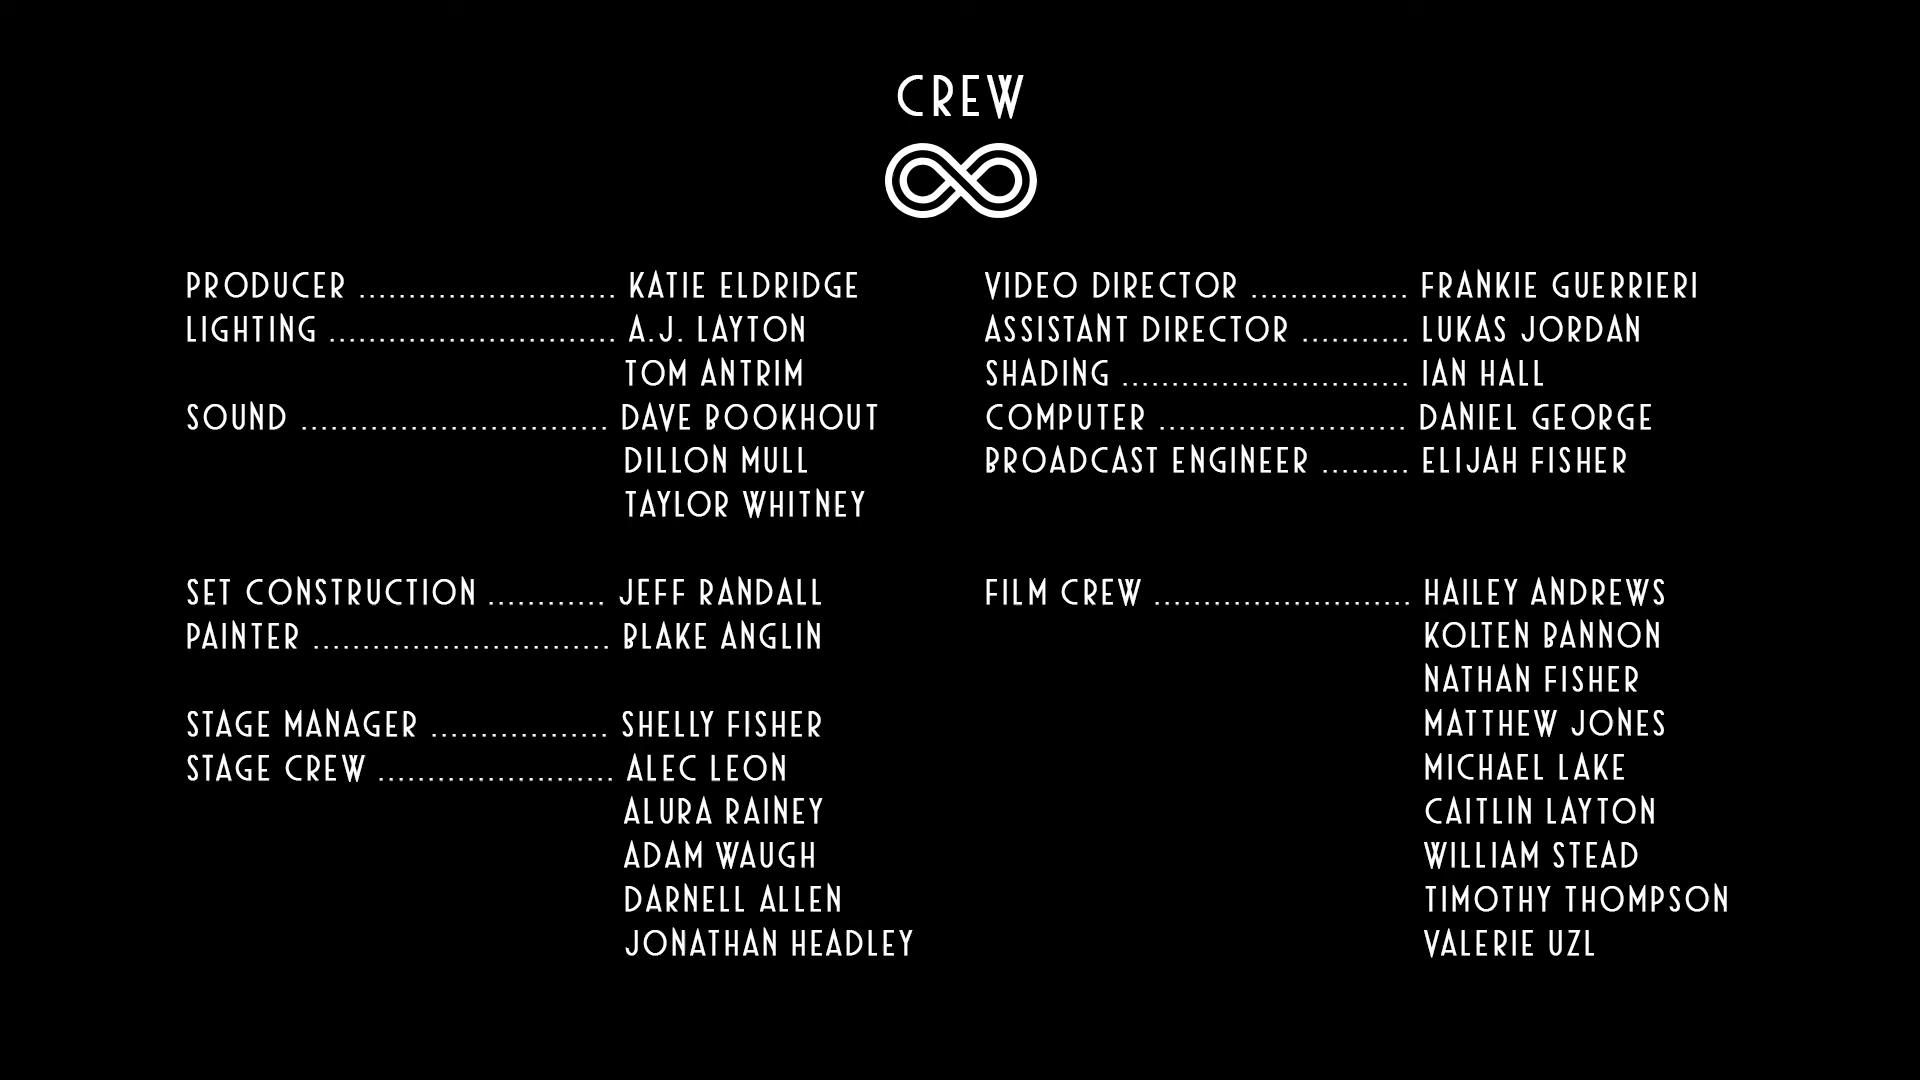 CREW
PRODUCER .......................... KATIE ELDRIDGE
LIGHTING ............................. A.J. LAYTON
TOM ANTRIM
SOUND ............................... DAVE BOOKHOUT
DILLON MULL
TAYLOR WHITNEY
SET CONSTRUCTION ............ JEFF RANDALL
PAINTER .............................. BLAKE ANGLIN
STAGE MANAGER .................. SHELLY FISHER
STAGE CREW ........................ ALEC LEON
ALURA RAINEY
ADAM WAUGH
DARNELL ALLEN
JONATHAN HEADLEY
VIDEO DIRECTOR ................ FRANKIE GUERRIERI
ASSISTANT DIRECTOR ........... LUKAS JORDAN
SHADING ............................. IAN HALL
COMPUTER ......................... DANIEL GEORGE
BROADCAST ENGINEER ......... ELIJAH FISHER
FILM CREW .......................... HAILEY ANDREWS
KOLTEN BANNON
NATHAN FISHER
MATTHEW JONES
MICHAEL LAKE
CAITLIN LAYTON
WILLIAM STEAD
TIMOTHY THOMPSON
VALERIE UZL